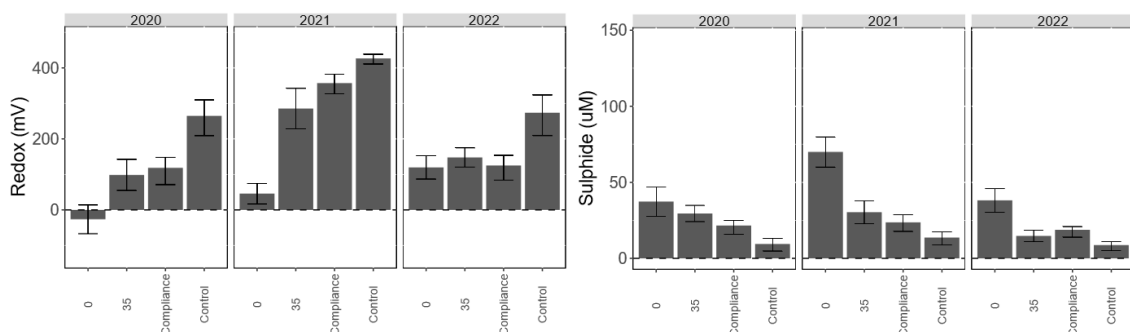 2020 2021 2022
Redox (mV)
400
200
0
0 35 Compliance Control 0 35 Compliance Control 0 35 Compliance Control
2020 2021 2022
Sulphide (uM)
150
100
50
0
0 35 Compliance Control 0 35 Compliance Control 0 35 Compliance Control